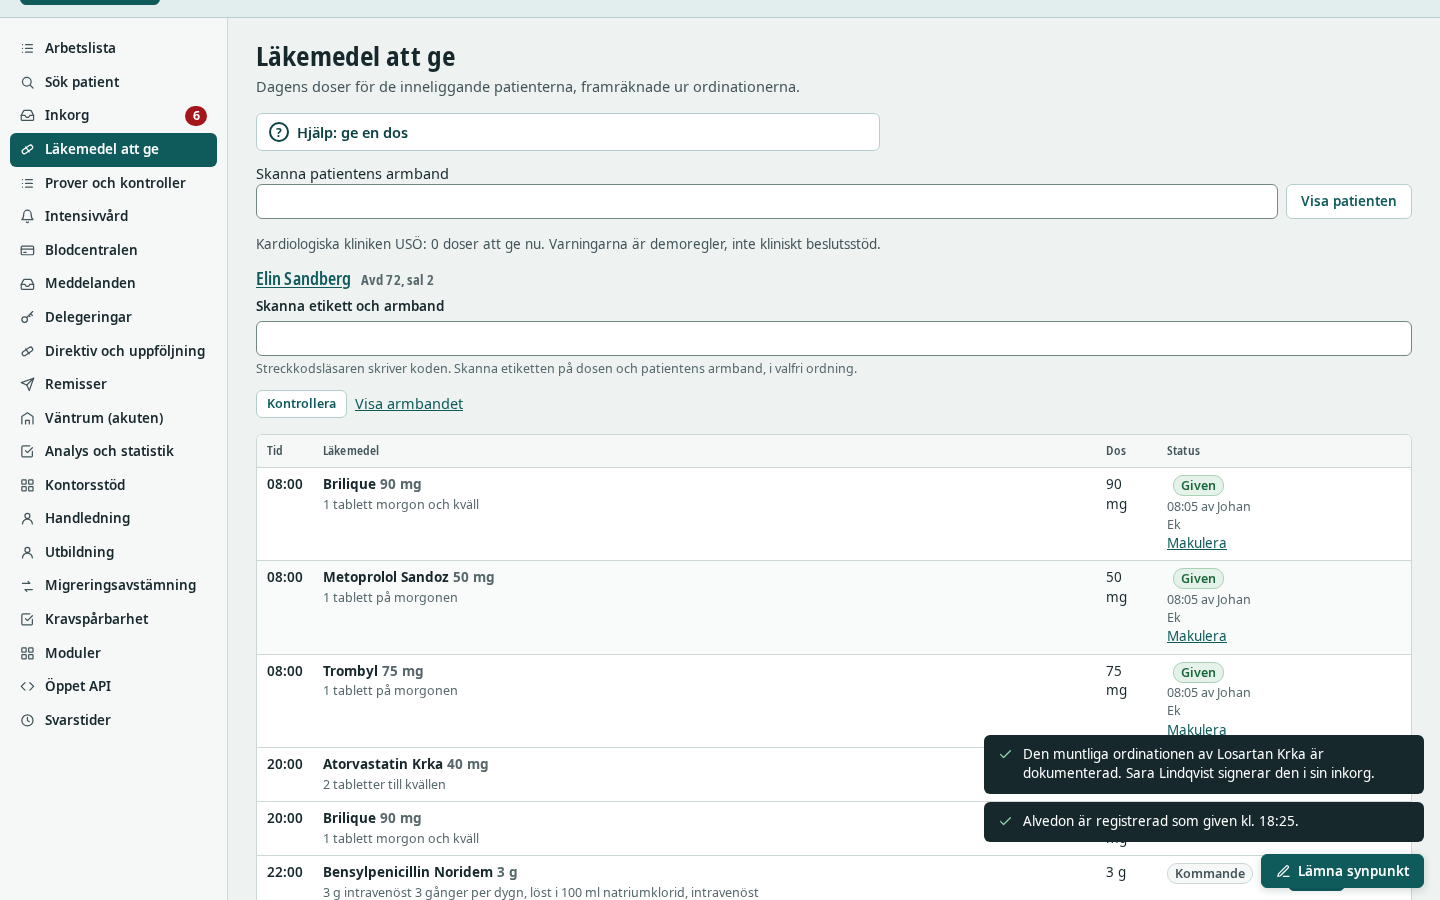 Arbetslista
Sök patient
Inkorg 6
Läkemedel att ge
Prover och kontroller
Intensivvård
Blodcentralen
Meddelanden
Delegeringar
Direktiv och uppföljning
Remisser
Väntrum (akuten)
Analys och statistik
Kontorsstöd
Handledning
Utbildning
Migreringsavstämning
Kravspårbarhet
Moduler
Öppet API
Svarstider
Läkemedel att ge
Dagens doser för de inneliggande patienterna, framräknade ur ordinationerna.
? Hjälp: ge en dos
Skanna patientens armband
Visa patienten
Kardiologiska kliniken USÖ: 0 doser att ge nu. Varningarna är demoregler, inte kliniskt beslutsstöd.
Elin Sandberg Avd 72, sal 2
Skanna etikett och armband
Streckkodsläsaren skriver koden. Skanna etiketten på dosen och patientens armband, i valfri ordning.
Kontrollera Visa armbandet
Tid Läkemedel Dos Status
08:00 Brilique 90 mg 90 mg Given
1 tablett morgon och kväll
08:05 av Johan Ek
Makulera
08:00 Metoprolol Sandoz 50 mg 50 mg Given
1 tablett på morgonen
08:05 av Johan Ek
Makulera
08:00 Trombyl 75 mg 75 mg Given
1 tablett på morgonen
08:05 av Johan Ek
Makulera
20:00 Atorvastatin Krka 40 mg
2 tabletter till kvällen
20:00 Brilique 90 mg
1 tablett morgon och kväll
22:00 Bensylpenicillin Noridem 3 g 3 g Kommande
3 g intravenöst 3 gånger per dygn, löst i 100 ml natriumklorid, intravenöst
Den muntliga ordinationen av Losartan Krka är
dokumenterad. Sara Lindqvist signerar den i sin inkorg.
Alvedon är registrerad som given kl. 18:25.
Lämna synpunkt